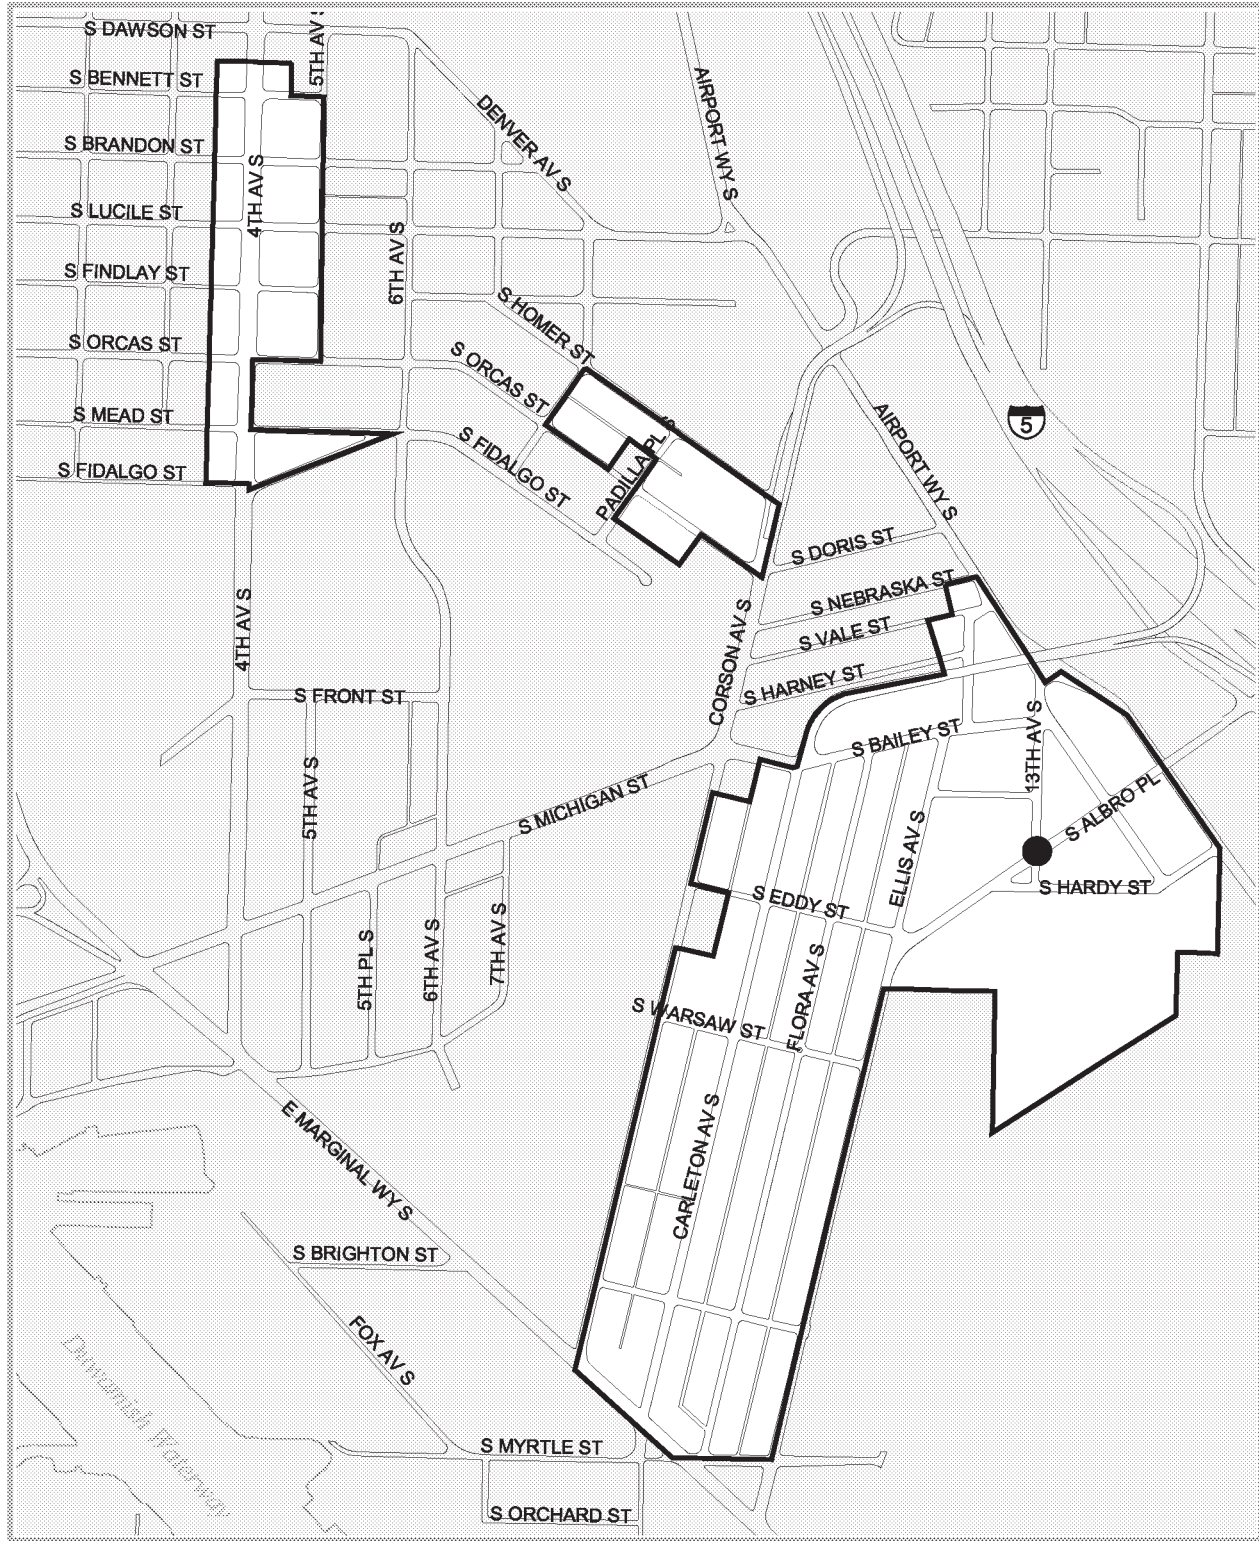 S DAWSON ST
5TH AV S
S BENNETT ST
AIRPORT WY S
DENVER AV S
S BRANDON ST
4TH AV S
S LUCILE ST
6TH AV S
S FINDLAY ST
S HOMER ST
S ORCAS ST
S ORCAS ST
S MEAD ST
5
AIRPORT WY S
S FIDALGO ST
S FIDALGO ST
PADILLA PL S
S DORIS ST
S NEBRASKA ST
4TH AV S
S VALE ST
CORSON AV S
S HARNEY ST
S FRONT ST
S BAILEY ST
13TH AV S
5TH AV S
S MICHIGAN ST
S ALBRO PL
ELLIS AV S
S HARDY ST
S EDDY ST
5TH PL S
6TH AV S
7TH AV S
FLORA AV S
S WARSAW ST
E MARGINAL WY S
CARLETON AV S
S BRIGHTON ST
FOX AV S
Duwamish Waterway
S MYRTLE ST
S ORCHARD ST